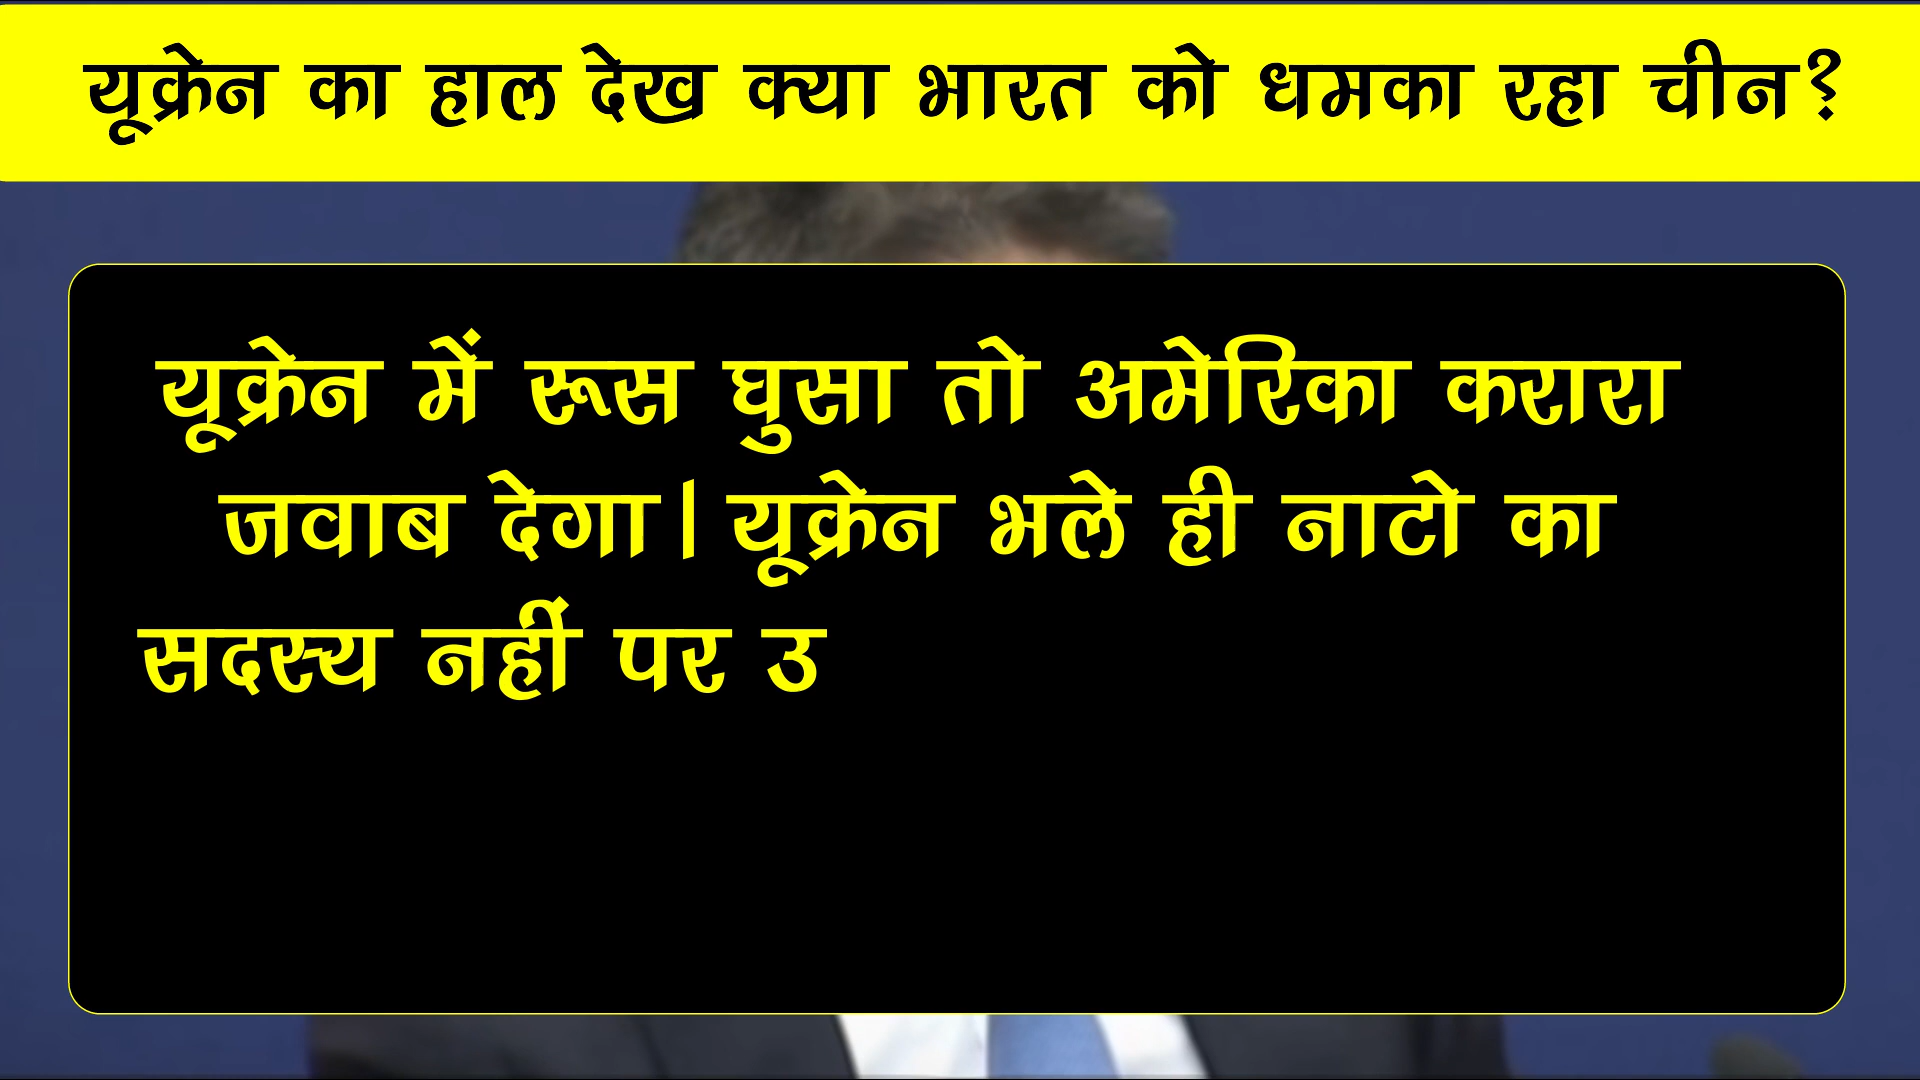 यूक्रेन का हाल देख क्या भारत को धमका रहा चीन?
यूक्रेन में रूस घुसा तो अमेरिका करारा
जवाब देगा। यूक्रेन भले ही नाटो का
सदस्य नहीं पर उ